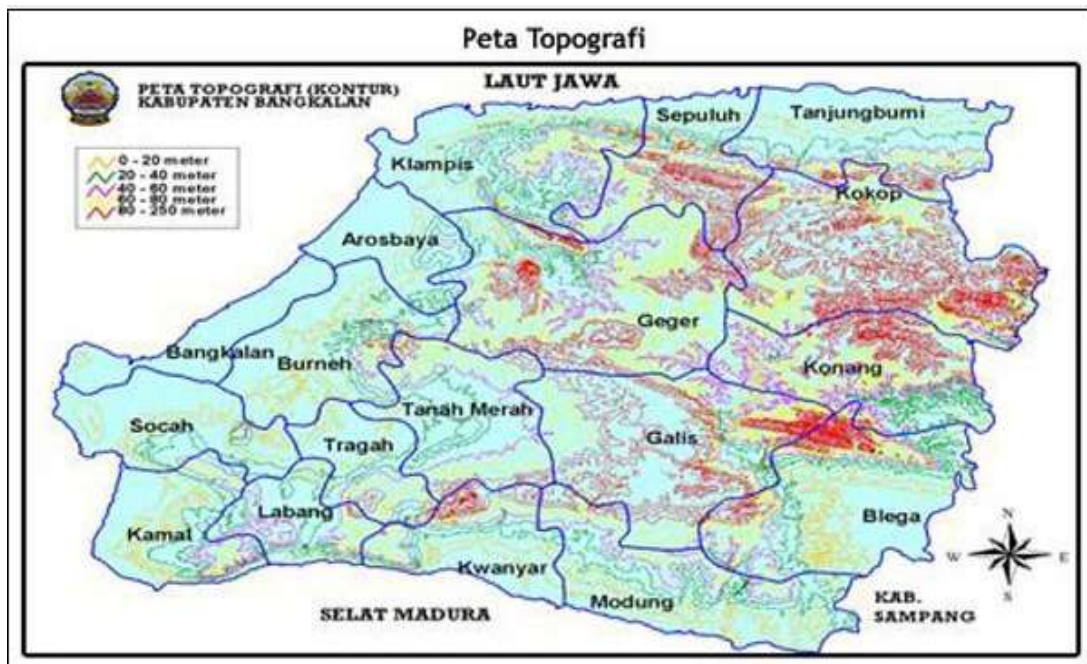 Peta Topografi
PETA TOPOGRAFI (KONTUR)
KABUPATEN BANGKALAN
LAUT JAWA
0 - 20 meter
20 - 40 meter
40 - 60 meter
60 - 80 meter
80 - 250 meter
Sepuluh
Tanjungbumi
Klampis
Kokop
Arosbaya
Geger
Bangkalan
Burneh
Konang
Tanah Merah
Socah
Tragah
Galis
Labang
Kamal
Blega
Kwanyar
Modung
N
W
E
S
SELAT MADURA
KAB.
SAMPANG